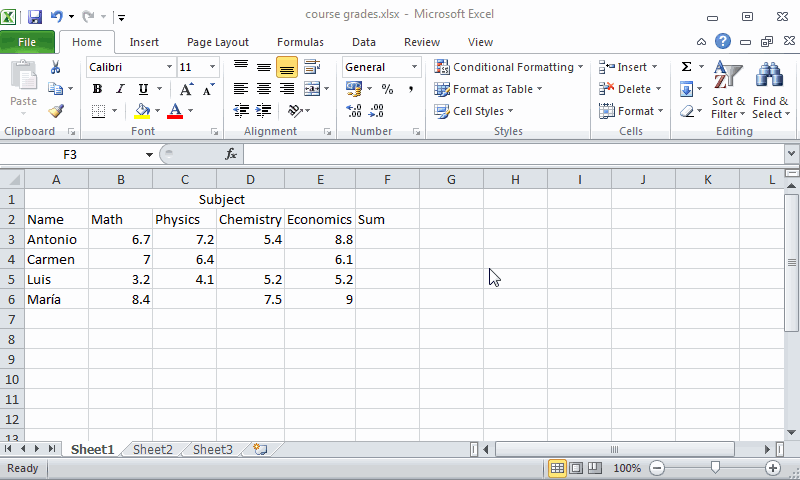 course grades.xlsx - Microsoft Excel
File Home Insert Page Layout Formulas Data Review View
Calibri 11 General Conditional Formatting Insert
Paste B I U % , Format as Table Delete Sort & Filter Find & Select
Cell Styles Format
Clipboard Font Alignment Number Styles Cells Editing
F3 fx
A B C D E F G H I J K L
1 Subject
2 Name Math Physics Chemistry Economics Sum
3 Antonio 6.7 7.2 5.4 8.8
4 Carmen 7 6.4 6.1
5 Luis 3.2 4.1 5.2 5.2
6 María 8.4 7.5 9
7
8
9
10
11
12
13
Sheet1 Sheet2 Sheet3
Ready 100%